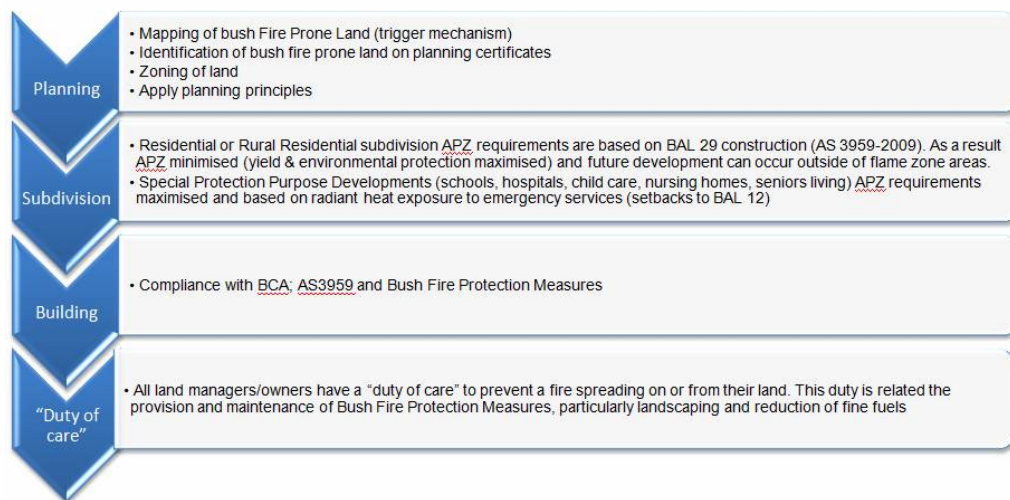 Planning
• Mapping of bush Fire Prone Land (trigger mechanism)
• Identification of bush fire prone land on planning certificates
• Zoning of land
• Apply planning principles
Subdivision
• Residential or Rural Residential subdivision APZ requirements are based on BAL 29 construction (AS 3959-2009). As a result
APZ minimised (yield & environmental protection maximised) and future development can occur outside of flame zone areas.
• Special Protection Purpose Developments (schools, hospitals, child care, nursing homes, seniors living) APZ requirements
maximised and based on radiant heat exposure to emergency services (setbacks to BAL 12)
Building
• Compliance with BCA; AS3959 and Bush Fire Protection Measures
“Duty of
care”
• All land managers/owners have a “duty of care” to prevent a fire spreading on or from their land. This duty is related the
provision and maintenance of Bush Fire Protection Measures, particularly landscaping and reduction of fine fuels